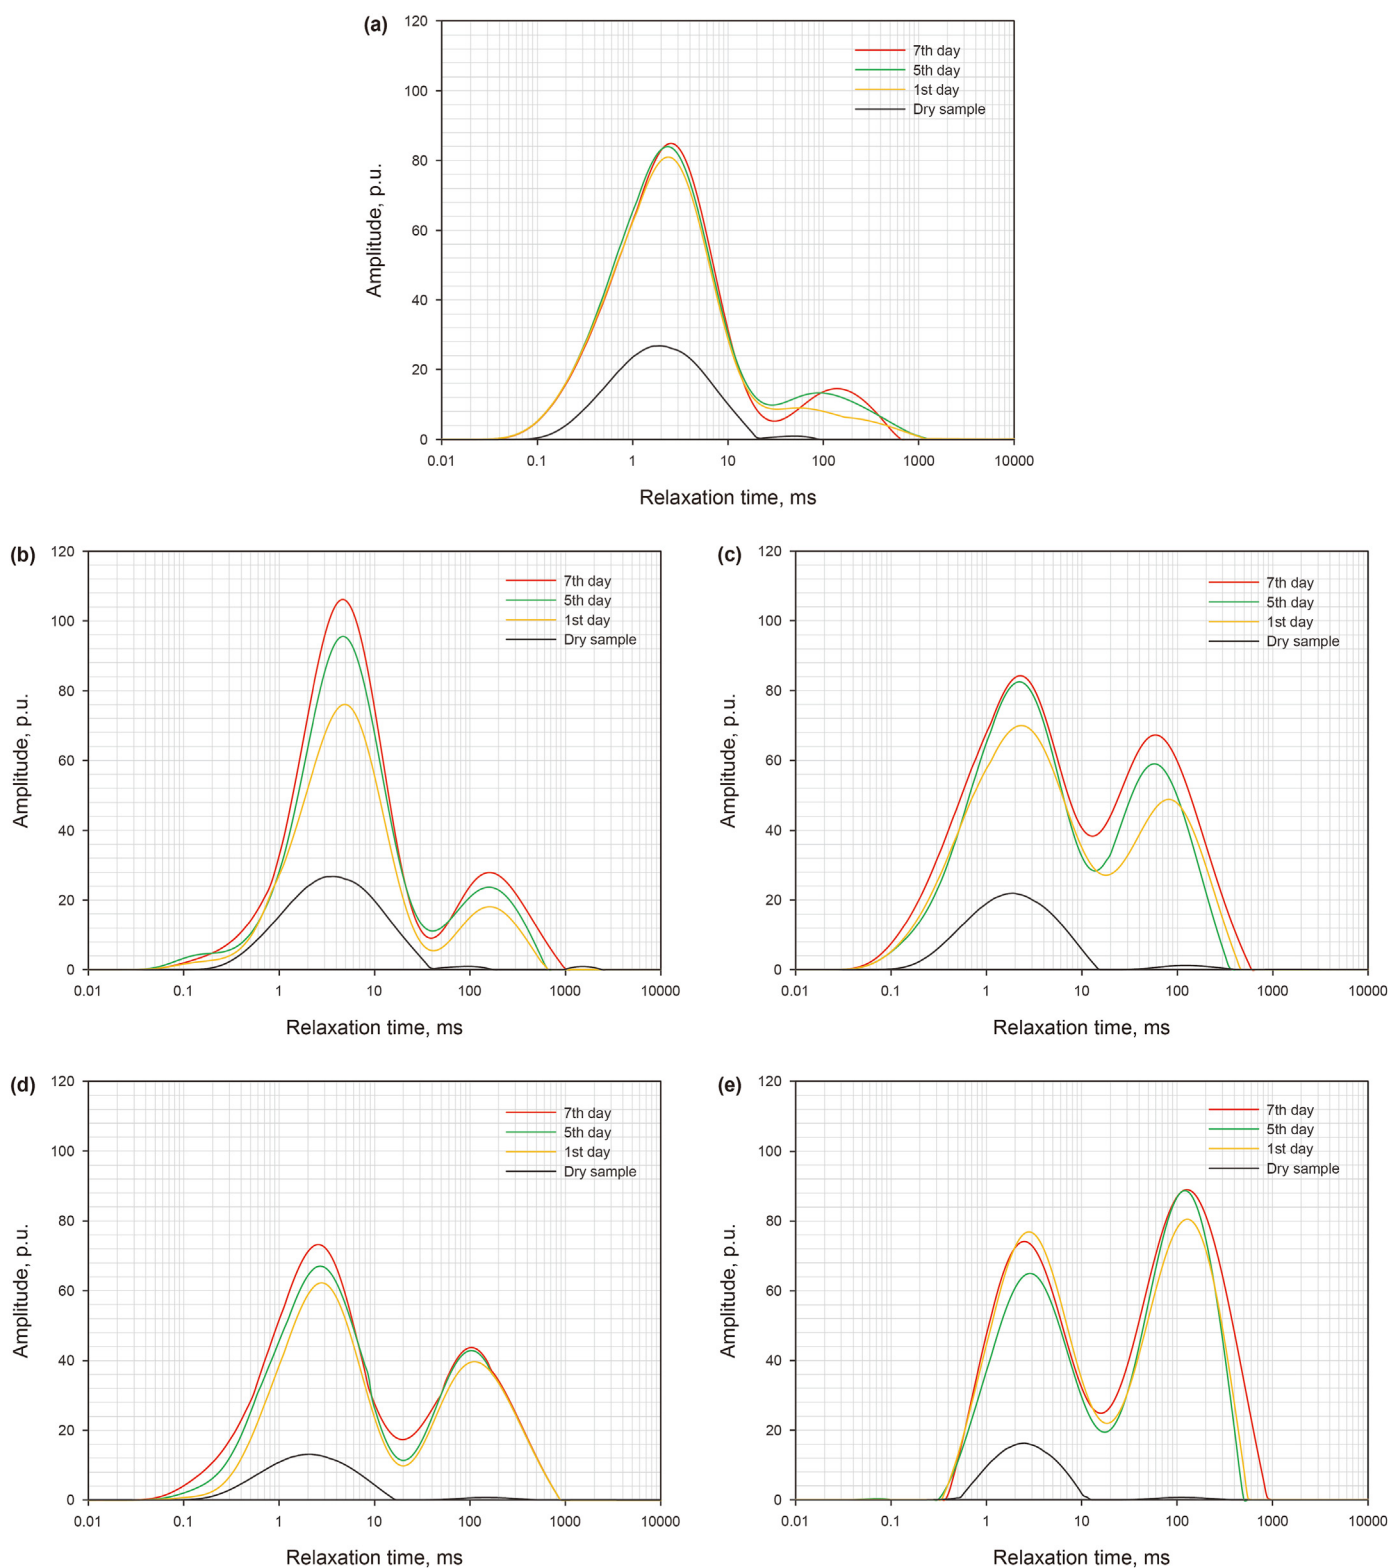 (a)
120
100
80
60
40
20
0
Amplitude, p.u.
7th day
5th day
1st day
Dry sample
0.01 0.1 1 10 100 1000 10000
Relaxation time, ms
(b)
120
100
80
60
40
20
0
Amplitude, p.u.
7th day
5th day
1st day
Dry sample
0.01 0.1 1 10 100 1000 10000
Relaxation time, ms
(c)
120
100
80
60
40
20
0
Amplitude, p.u.
7th day
5th day
1st day
Dry sample
0.01 0.1 1 10 100 1000 10000
Relaxation time, ms
(d)
120
100
80
60
40
20
0
Amplitude, p.u.
7th day
5th day
1st day
Dry sample
0.01 0.1 1 10 100 1000 10000
Relaxation time, ms
(e)
120
100
80
60
40
20
0
Amplitude, p.u.
7th day
5th day
1st day
Dry sample
0.01 0.1 1 10 100 1000 10000
Relaxation time, ms